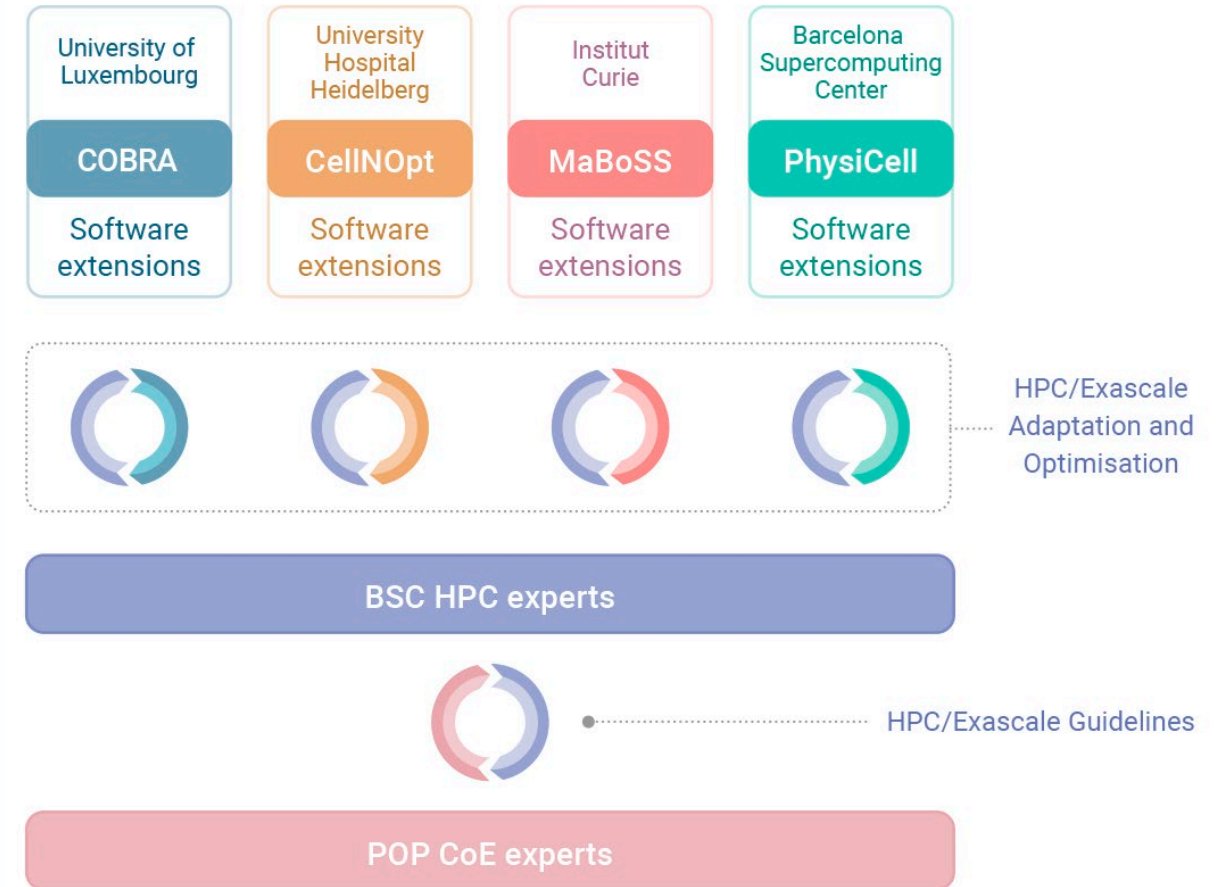 University of
Luxembourg
COBRA
Software
extensions
University
Hospital
Heidelberg
CellNOpt
Software
extensions
Institut
Curie
MaBoSS
Software
extensions
Barcelona
Supercomputing
Center
PhysiCell
Software
extensions
HPC/Exascale
Adaptation and
Optimisation
BSC HPC experts
HPC/Exascale Guidelines
POP CoE experts